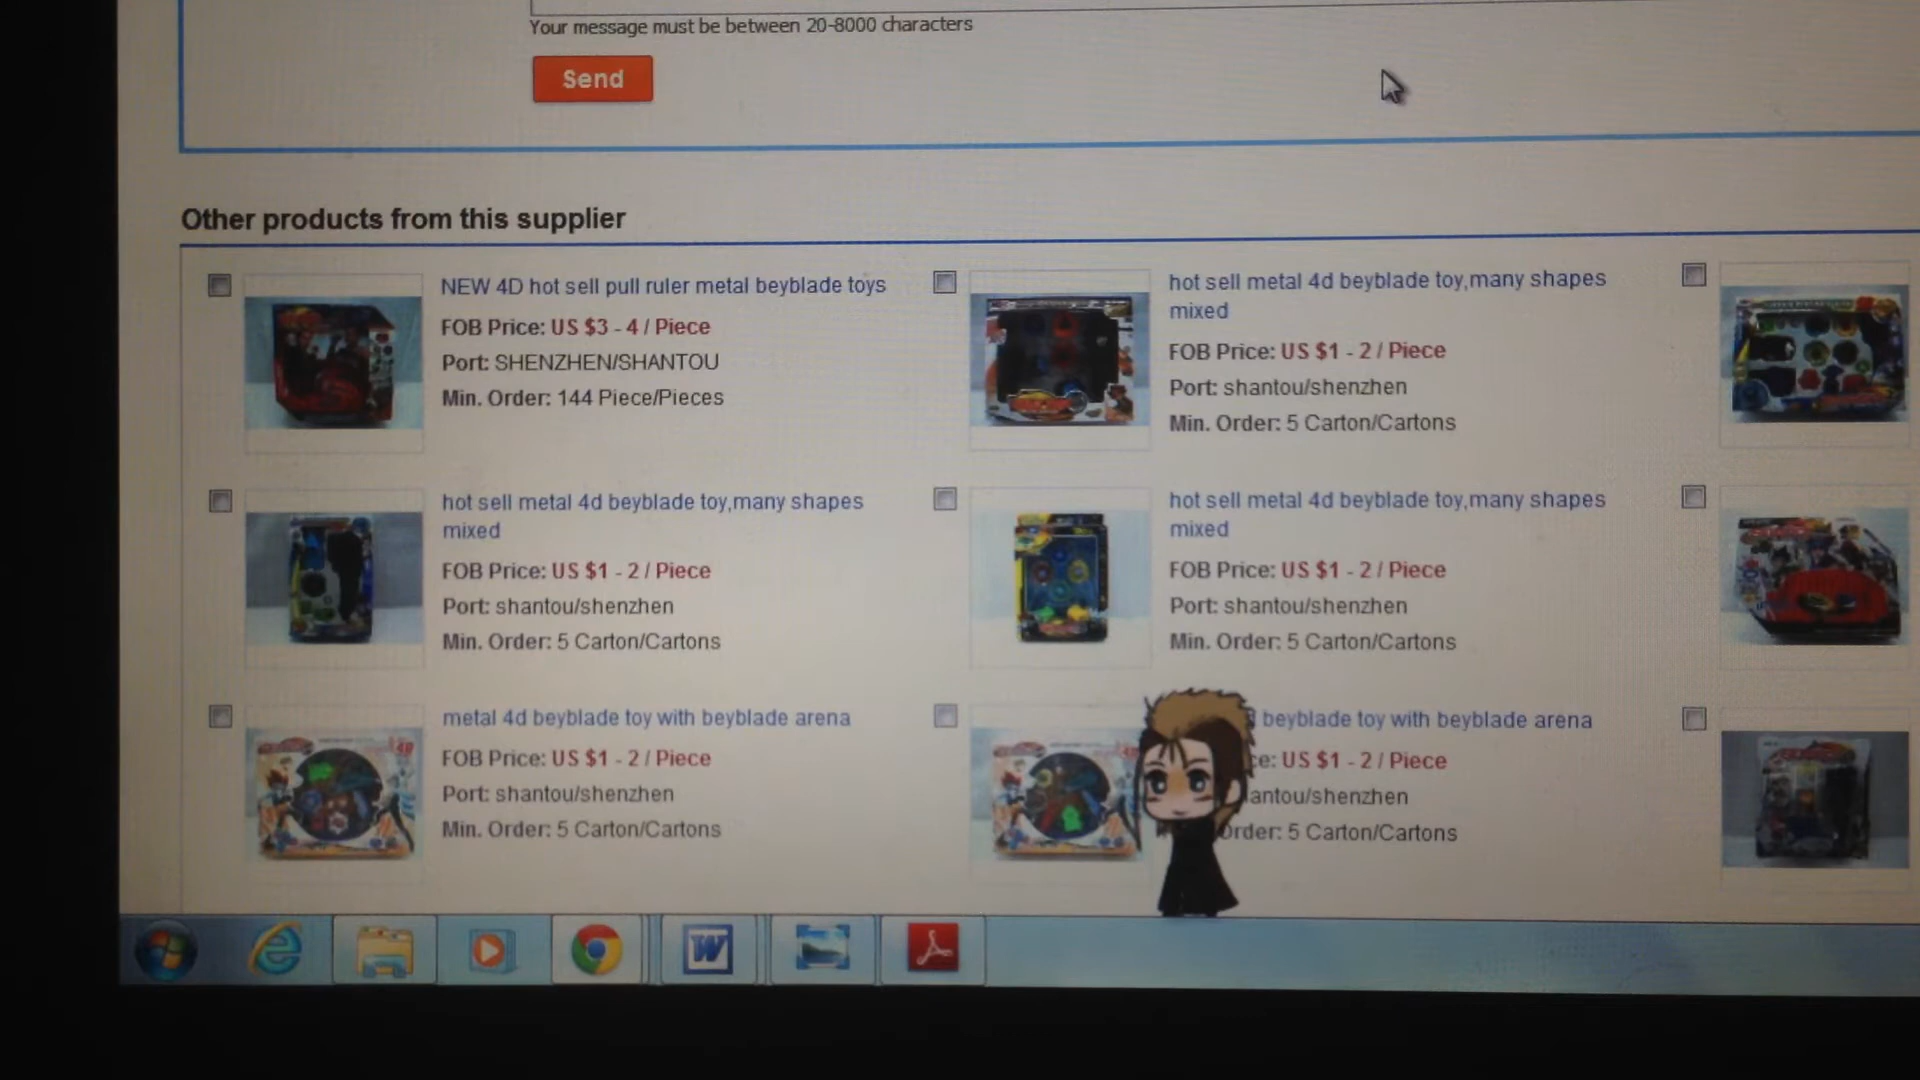 Your message must be between 20-8000 characters
Send
Other products from this supplier
NEW 4D hot sell pull ruler metal beyblade toys
FOB Price: US $3 - 4 / Piece
Port: SHENZHEN/SHANTOU
Min. Order: 144 Piece/Pieces
hot sell metal 4d beyblade toy,many shapes
mixed
FOB Price: US $1 - 2 / Piece
Port: shantou/shenzhen
Min. Order: 5 Carton/Cartons
hot sell metal 4d beyblade toy,many shapes
mixed
FOB Price: US $1 - 2 / Piece
Port: shantou/shenzhen
Min. Order: 5 Carton/Cartons
hot sell metal 4d beyblade toy,many shapes
mixed
FOB Price: US $1 - 2 / Piece
Port: shantou/shenzhen
Min. Order: 5 Carton/Cartons
metal 4d beyblade toy with beyblade arena
FOB Price: US $1 - 2 / Piece
Port: shantou/shenzhen
Min. Order: 5 Carton/Cartons
beyblade toy with beyblade arena
ce: US $1 - 2 / Piece
antou/shenzhen
Order: 5 Carton/Cartons